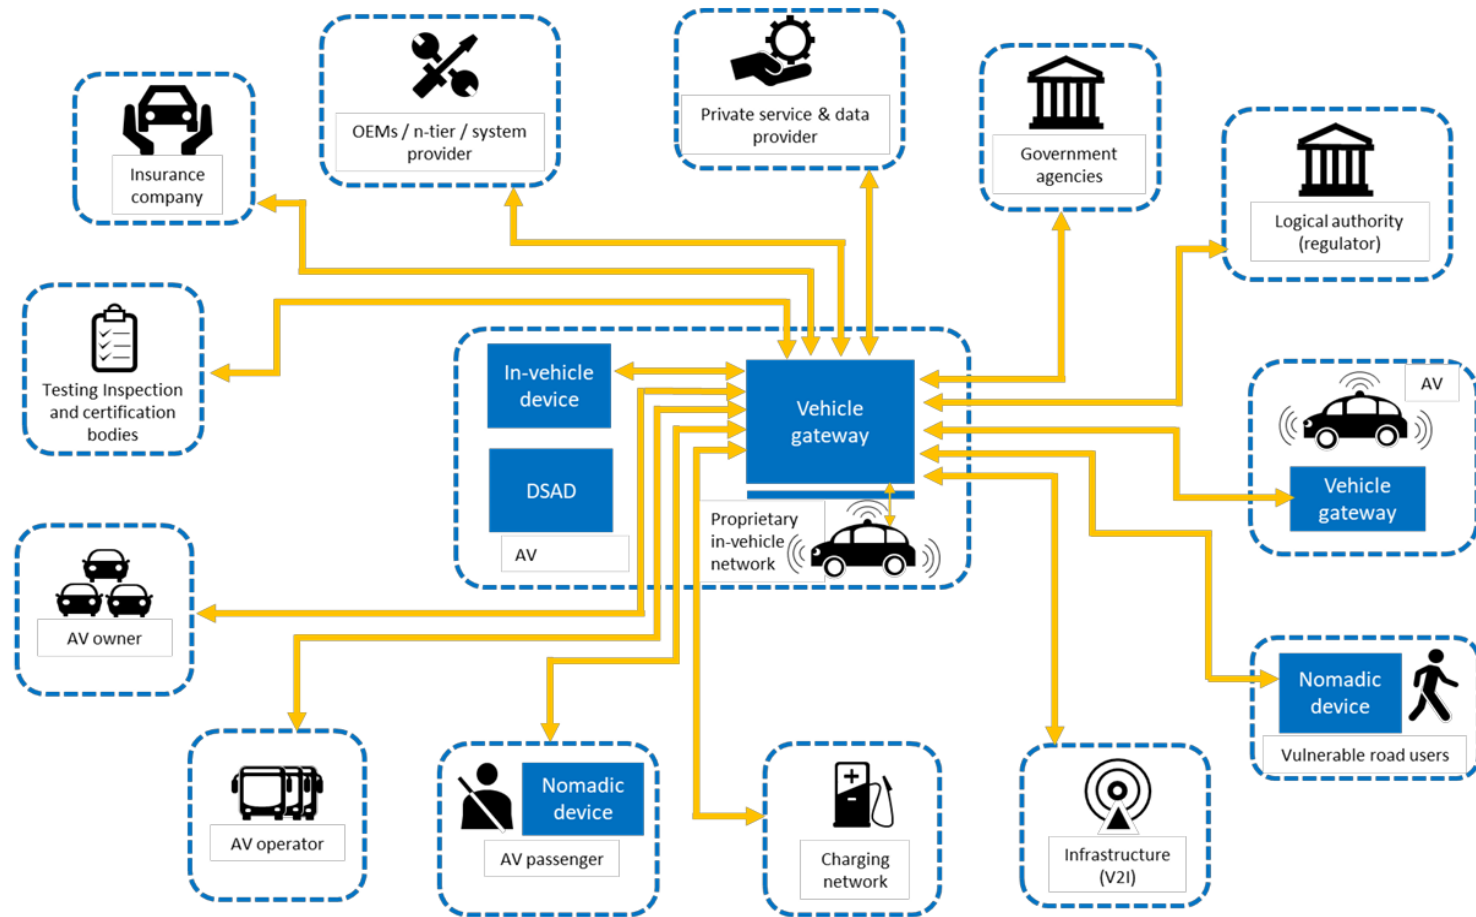 OEMs / n-tier / system
provider
Private service & data
provider
Insurance
company
Government
agencies
Logical authority
(regulator)
Testing Inspection
and certification
bodies
In-vehicle
device
Vehicle
gateway
DSAD
AV
Proprietary
in-vehicle
network
AV
Vehicle
gateway
AV owner
Nomadic
device
Vulnerable road users
AV operator
Nomadic
device
AV passenger
Charging
network
Infrastructure
(V2I)